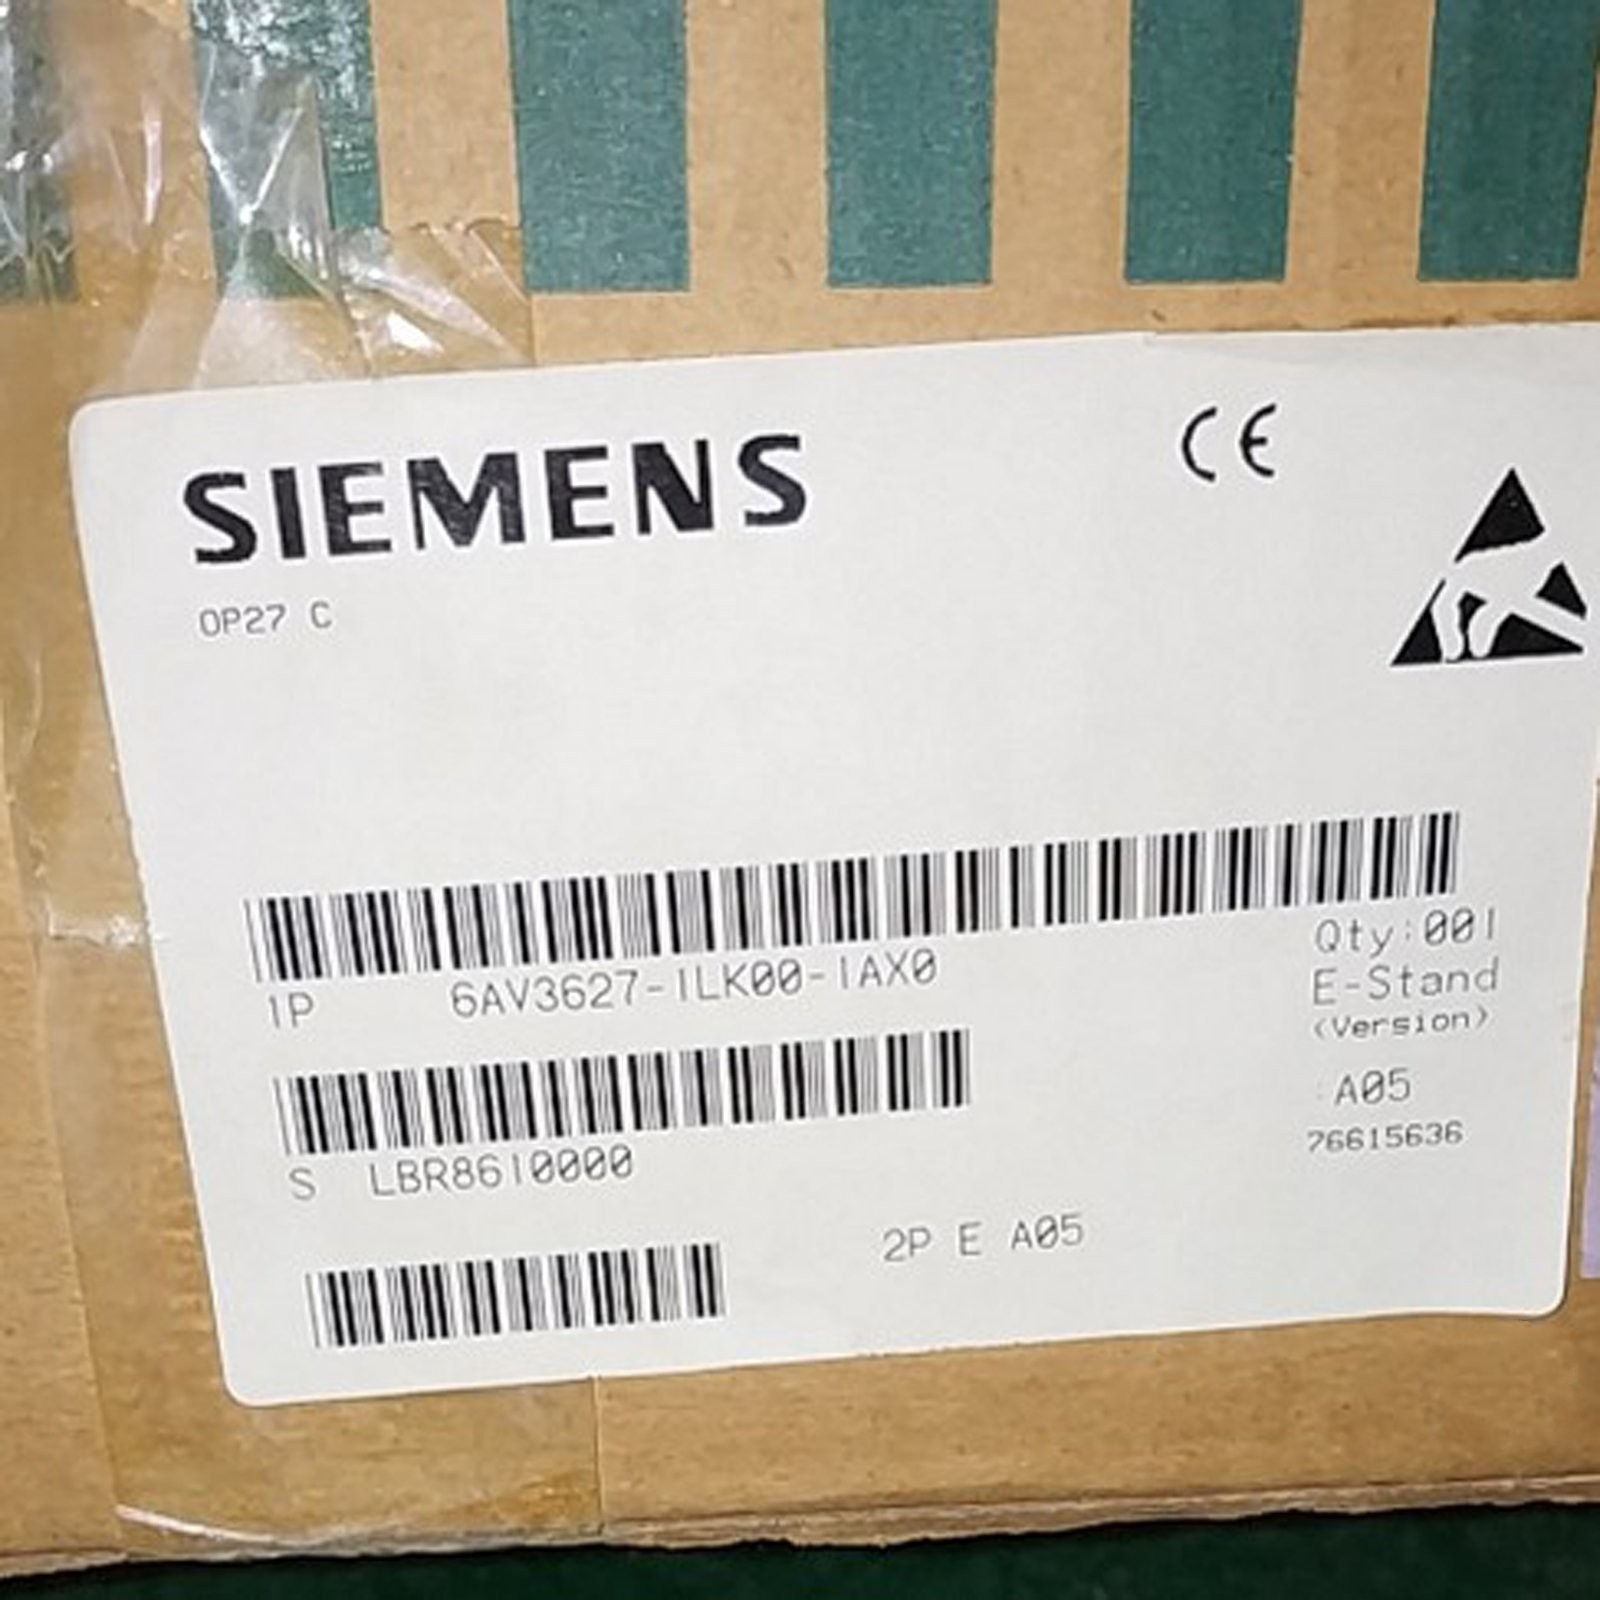 SIEMENS
CE
OP27 C
1P 6AV3627-1LK00-1AX0
Qty:001
E-Stand
(Version)
S LBR8610000
: A05
76615636
2P E A05